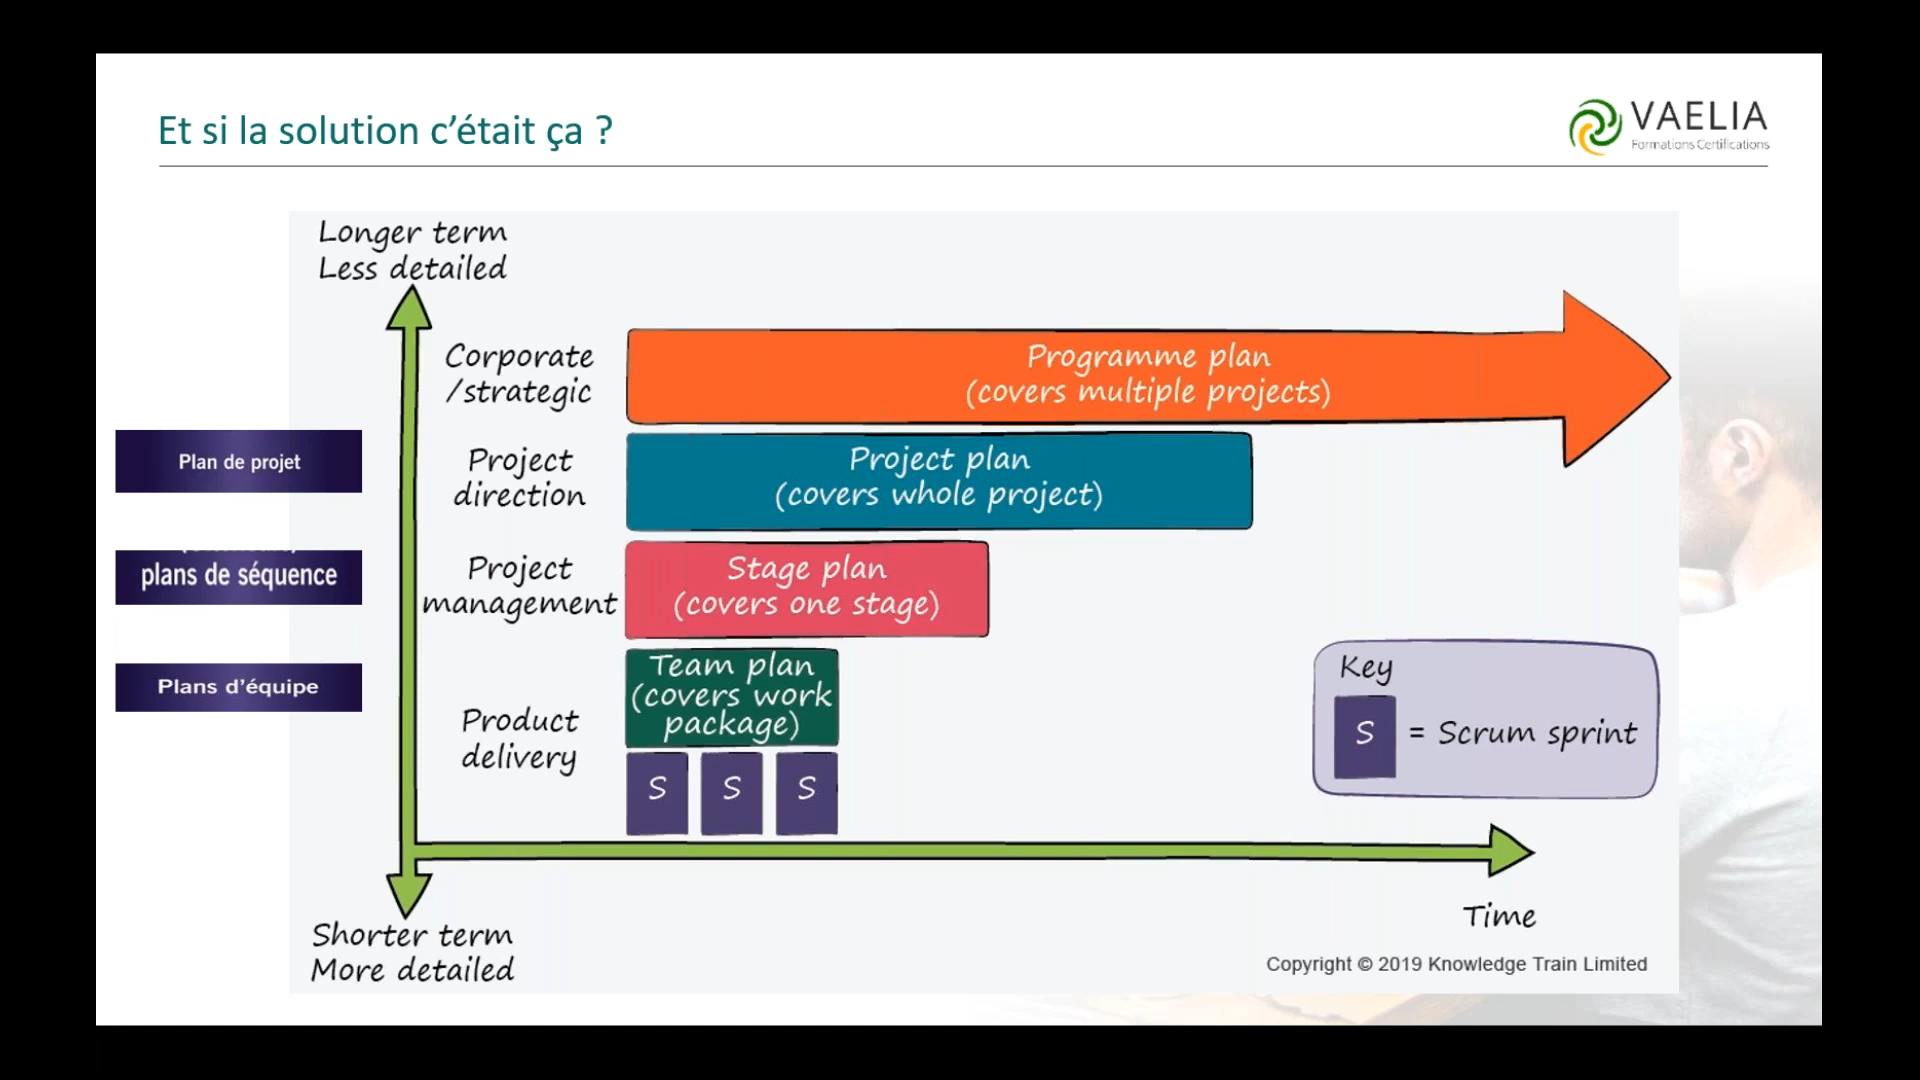 Et si la solution c'était ça ?
VAELIA
Formations Certifications
Longer term
Less detailed
Corporate
/strategic
Programme plan
(covers multiple projects)
Plan de projet
Project
direction
Project plan
(covers whole project)
plans de séquence
Project
management
Stage plan
(covers one stage)
Plans d'équipe
Product
delivery
Team plan
(covers work
package)
S
S
S
Key
S
= Scrum sprint
Time
Shorter term
More detailed
Copyright © 2019 Knowledge Train Limited